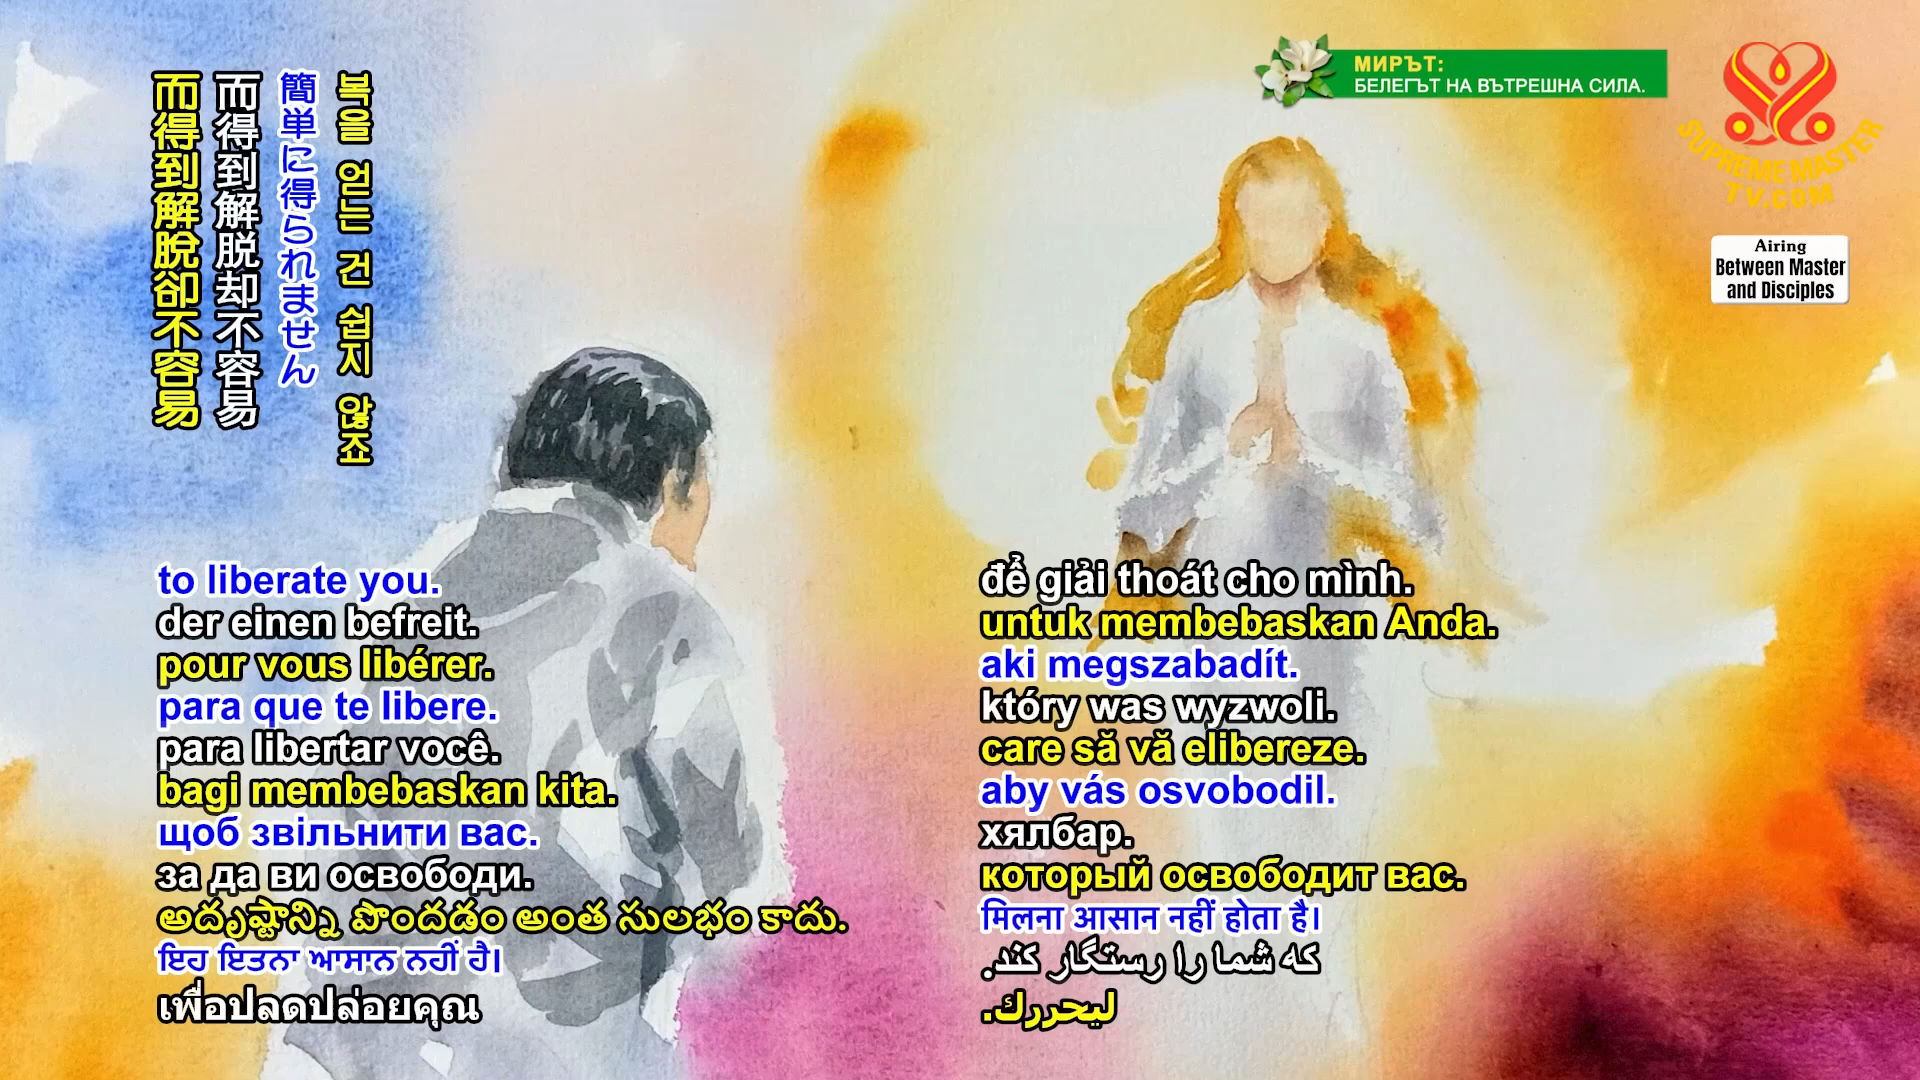 而得到解脫卻不容易
而得到解脱却不容易
簡単に得られません
복을 얻는 건 쉽지 않죠
МИРЪТ:
БЕЛЕГЪТ НА ВЪТРЕШНА СИЛА.
SUPREME MASTER
TV.COM
Airing
Between Master
and Disciples
to liberate you.
der einen befreit.
pour vous libérer.
para que te libere.
para libertar você.
bagi membebaskan kita.
щоб звільнити вас.
за да ви освободи.
అదృష్టాన్ని పొందడం అంత సులభం కాదు.
ਇਹ ਇਤਨਾ ਆਸਾਨ ਨਹੀਂ ਹੈ।
เพื่อปลดปล่อยคุณ
để giải thoát cho mình.
untuk membebaskan Anda.
aki megszabadít.
który was wyzwoli.
care să vă elibereze.
aby vás osvobodil.
хялбар.
который освободит вас.
मिलना आसान नहीं होता है।
که شما را رستگار کند.
ليحررك.